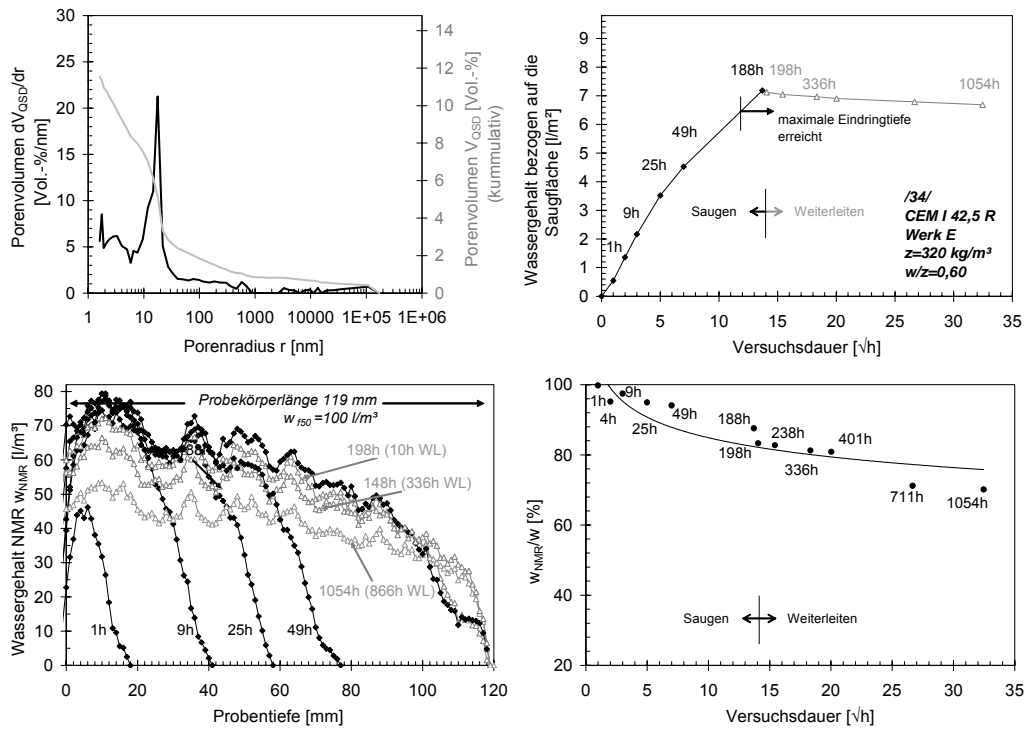 30
25
20
15
10
5
0
14
12
10
8
6
4
2
0
1
10
100
1000
10000
1E+05
1E+06
Porenvolumen dV_QSD/dr
[Vol.-%/nm]
Porenvolumen V_QSD [Vol.-%]
(kummulativ)
Porenradius r [nm]
9
8
7
6
5
4
3
2
1
0
0
5
10
15
20
25
30
35
Wassergehalt bezogen auf die
Saugfläche [l/m²]
Versuchsdauer [√h]
188h
198h
336h
1054h
49h
25h
9h
1h
maximale Eindringtiefe
erreicht
Saugen
Weiterleiten
/34/
CEM I 42,5 R
Werk E
z=320 kg/m³
w/z=0,60
80
70
60
50
40
30
20
10
0
0
20
40
60
80
100
120
Wassergehalt NMR w_NMR [l/m³]
Probentiefe [mm]
Probekörperlänge 119 mm
w_f50 =100 l/m³
198h (10h WL)
148h (336h WL)
1054h (866h WL)
1h
9h
25h
49h
100
80
60
40
20
0
5
10
15
20
25
30
35
w_NMR/w [%]
Versuchsdauer [√h]
1h
4h
9h
25h
49h
188h
198h
238h
336h
401h
711h
1054h
Saugen
Weiterleiten